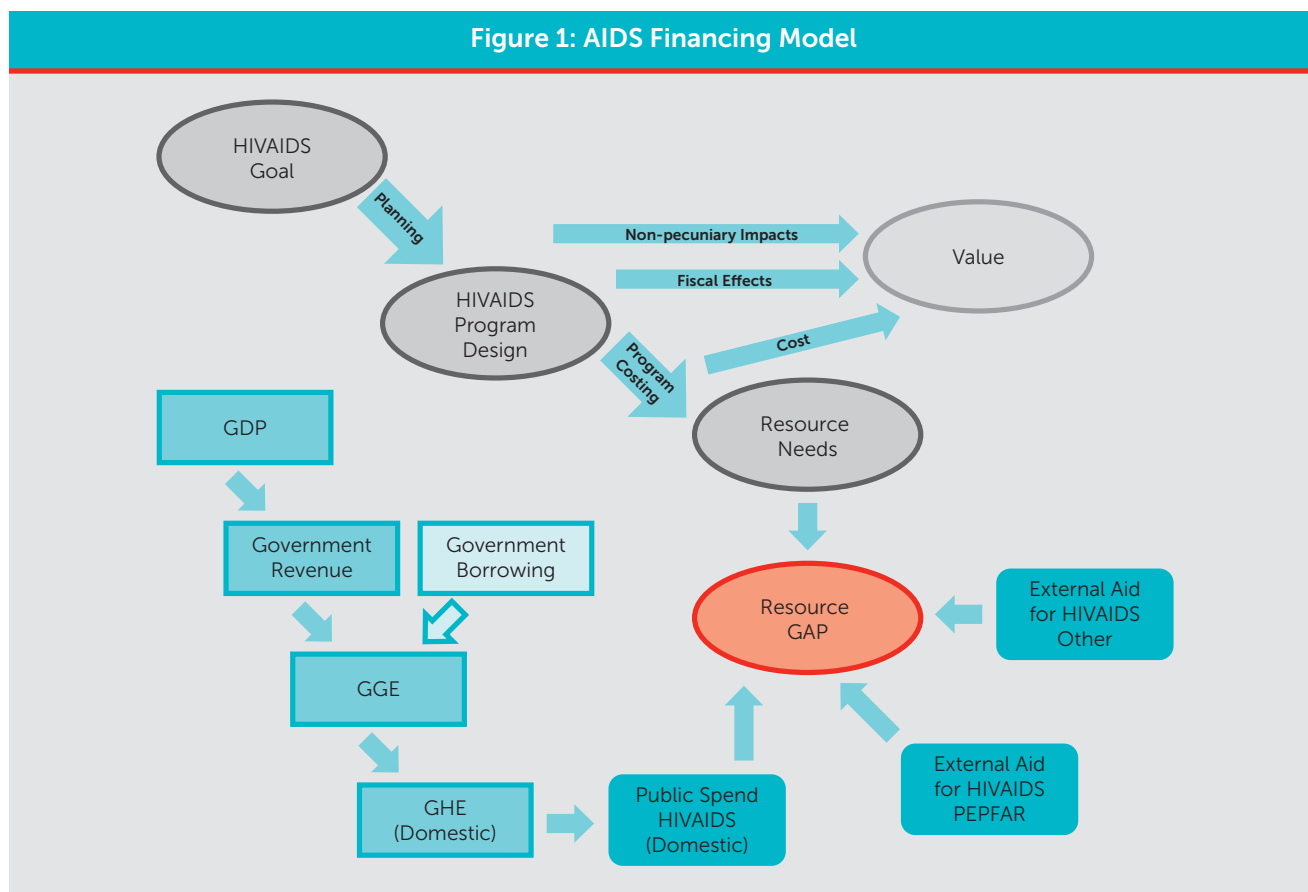 Figure 1: AIDS Financing Model
HIVAIDS
Goal
Planning
Non-pecuniary Impacts
Value
Fiscal Effects
HIVAIDS
Program
Design
Cost
Program
Costing
GDP
Resource
Needs
Government
Revenue
Government
Borrowing
Resource
GAP
External Aid
for HIVAIDS
Other
GGE
External Aid
for HIVAIDS
PEPFAR
GHE
(Domestic)
Public Spend
HIVAIDS
(Domestic)